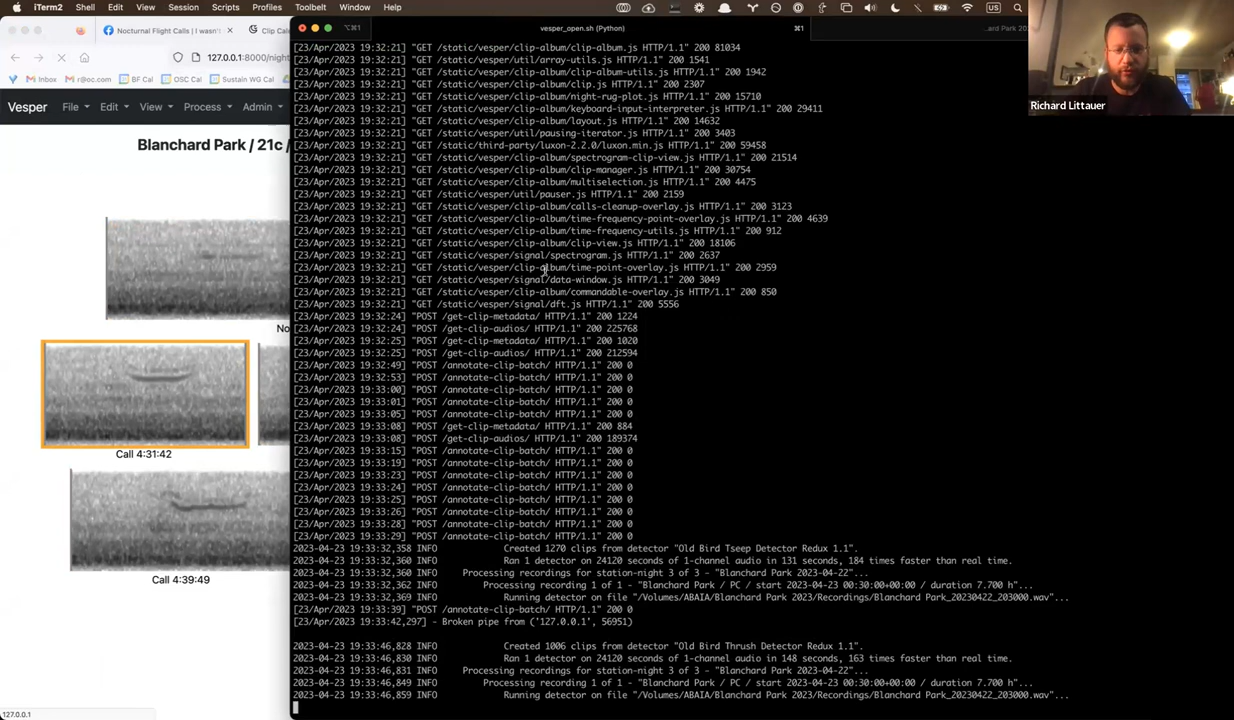 iTerm2 Shell Edit View Session Scripts Profiles Toolbelt Window Help
Nocturnal Flight Calls | I wasn't
Clip Cale
127.0.0.1:8000/night
Inbox r@oc.com BF Cal OSC Cal Sustain WG Cal
Vesper File Edit View Process Admin
Blanchard Park / 21c /
No
Call 4:31:42
Call 4:39:49
127.0.0.1
⌥⌘1 vesper_open.sh (Python) ⌘1 ..ard Park 20
Richard Littauer
[23/Apr/2023 19:32:21] "GET /static/vesper/clip-album/clip-album.js HTTP/1.1" 200 81034
[23/Apr/2023 19:32:21] "GET /static/vesper/util/array-utils.js HTTP/1.1" 200 1541
[23/Apr/2023 19:32:21] "GET /static/vesper/clip-album/clip-album-utils.js HTTP/1.1" 200 1942
[23/Apr/2023 19:32:21] "GET /static/vesper/clip-album/clip.js HTTP/1.1" 200 2307
[23/Apr/2023 19:32:21] "GET /static/vesper/clip-album/night-rug-plot.js HTTP/1.1" 200 15710
[23/Apr/2023 19:32:21] "GET /static/vesper/clip-album/keyboard-input-interpreter.js HTTP/1.1" 200 29411
[23/Apr/2023 19:32:21] "GET /static/vesper/clip-album/layout.js HTTP/1.1" 200 14632
[23/Apr/2023 19:32:21] "GET /static/vesper/util/pausing-iterator.js HTTP/1.1" 200 3403
[23/Apr/2023 19:32:21] "GET /static/third-party/luxon-2.2.0/luxon.min.js HTTP/1.1" 200 59458
[23/Apr/2023 19:32:21] "GET /static/vesper/clip-album/spectrogram-clip-view.js HTTP/1.1" 200 21514
[23/Apr/2023 19:32:21] "GET /static/vesper/clip-album/clip-manager.js HTTP/1.1" 200 30754
[23/Apr/2023 19:32:21] "GET /static/vesper/clip-album/multiselection.js HTTP/1.1" 200 4475
[23/Apr/2023 19:32:21] "GET /static/vesper/util/pauser.js HTTP/1.1" 200 2159
[23/Apr/2023 19:32:21] "GET /static/vesper/clip-album/calls-cleanup-overlay.js HTTP/1.1" 200 3123
[23/Apr/2023 19:32:21] "GET /static/vesper/clip-album/time-frequency-point-overlay.js HTTP/1.1" 200 4639
[23/Apr/2023 19:32:21] "GET /static/vesper/clip-album/time-frequency-utils.js HTTP/1.1" 200 912
[23/Apr/2023 19:32:21] "GET /static/vesper/clip-album/clip-view.js HTTP/1.1" 200 18106
[23/Apr/2023 19:32:21] "GET /static/vesper/signal/spectrogram.js HTTP/1.1" 200 2637
[23/Apr/2023 19:32:21] "GET /static/vesper/clip-album/time-point-overlay.js HTTP/1.1" 200 2959
[23/Apr/2023 19:32:21] "GET /static/vesper/signal/data-window.js HTTP/1.1" 200 3049
[23/Apr/2023 19:32:21] "GET /static/vesper/clip-album/commandable-overlay.js HTTP/1.1" 200 850
[23/Apr/2023 19:32:21] "GET /static/vesper/signal/dft.js HTTP/1.1" 200 5556
[23/Apr/2023 19:32:24] "POST /get-clip-metadata/ HTTP/1.1" 200 1224
[23/Apr/2023 19:32:24] "POST /get-clip-audios/ HTTP/1.1" 200 225768
[23/Apr/2023 19:32:25] "POST /get-clip-metadata/ HTTP/1.1" 200 1020
[23/Apr/2023 19:32:25] "POST /get-clip-audios/ HTTP/1.1" 200 212594
[23/Apr/2023 19:32:49] "POST /annotate-clip-batch/ HTTP/1.1" 200 0
[23/Apr/2023 19:32:53] "POST /annotate-clip-batch/ HTTP/1.1" 200 0
[23/Apr/2023 19:33:00] "POST /annotate-clip-batch/ HTTP/1.1" 200 0
[23/Apr/2023 19:33:01] "POST /annotate-clip-batch/ HTTP/1.1" 200 0
[23/Apr/2023 19:33:05] "POST /annotate-clip-batch/ HTTP/1.1" 200 0
[23/Apr/2023 19:33:08] "POST /get-clip-metadata/ HTTP/1.1" 200 884
[23/Apr/2023 19:33:08] "POST /get-clip-audios/ HTTP/1.1" 200 189374
[23/Apr/2023 19:33:15] "POST /annotate-clip-batch/ HTTP/1.1" 200 0
[23/Apr/2023 19:33:19] "POST /annotate-clip-batch/ HTTP/1.1" 200 0
[23/Apr/2023 19:33:23] "POST /annotate-clip-batch/ HTTP/1.1" 200 0
[23/Apr/2023 19:33:24] "POST /annotate-clip-batch/ HTTP/1.1" 200 0
[23/Apr/2023 19:33:25] "POST /annotate-clip-batch/ HTTP/1.1" 200 0
[23/Apr/2023 19:33:26] "POST /annotate-clip-batch/ HTTP/1.1" 200 0
[23/Apr/2023 19:33:28] "POST /annotate-clip-batch/ HTTP/1.1" 200 0
[23/Apr/2023 19:33:29] "POST /annotate-clip-batch/ HTTP/1.1" 200 0
2023-04-23 19:33:32,358 INFO Created 1270 clips from detector "Old Bird Tseep Detector Redux 1.1".
2023-04-23 19:33:32,360 INFO Ran 1 detector on 24120 seconds of 1-channel audio in 131 seconds, 184 times faster than real time.
2023-04-23 19:33:32,360 INFO Processing recordings for station-night 3 of 3 - "Blanchard Park 2023-04-22"...
2023-04-23 19:33:32,362 INFO Processing recording 1 of 1 - "Blanchard Park / PC / start 2023-04-23 00:30:00+00:00 / duration 7.700 h"...
2023-04-23 19:33:32,369 INFO Running detector on file "/Volumes/ABAIA/Blanchard Park 2023/Recordings/Blanchard Park_20230422_203000.wav"...
[23/Apr/2023 19:33:39] "POST /annotate-clip-batch/ HTTP/1.1" 200 0
[23/Apr/2023 19:33:42,297] - Broken pipe from ('127.0.0.1', 56951)
2023-04-23 19:33:46,828 INFO Created 1006 clips from detector "Old Bird Thrush Detector Redux 1.1".
2023-04-23 19:33:46,830 INFO Ran 1 detector on 24120 seconds of 1-channel audio in 148 seconds, 163 times faster than real time.
2023-04-23 19:33:46,831 INFO Processing recordings for station-night 3 of 3 - "Blanchard Park 2023-04-22"...
2023-04-23 19:33:46,849 INFO Processing recording 1 of 1 - "Blanchard Park / PC / start 2023-04-23 00:30:00+00:00 / duration 7.700 h"...
2023-04-23 19:33:46,859 INFO Running detector on file "/Volumes/ABAIA/Blanchard Park 2023/Recordings/Blanchard Park_20230422_203000.wav"...